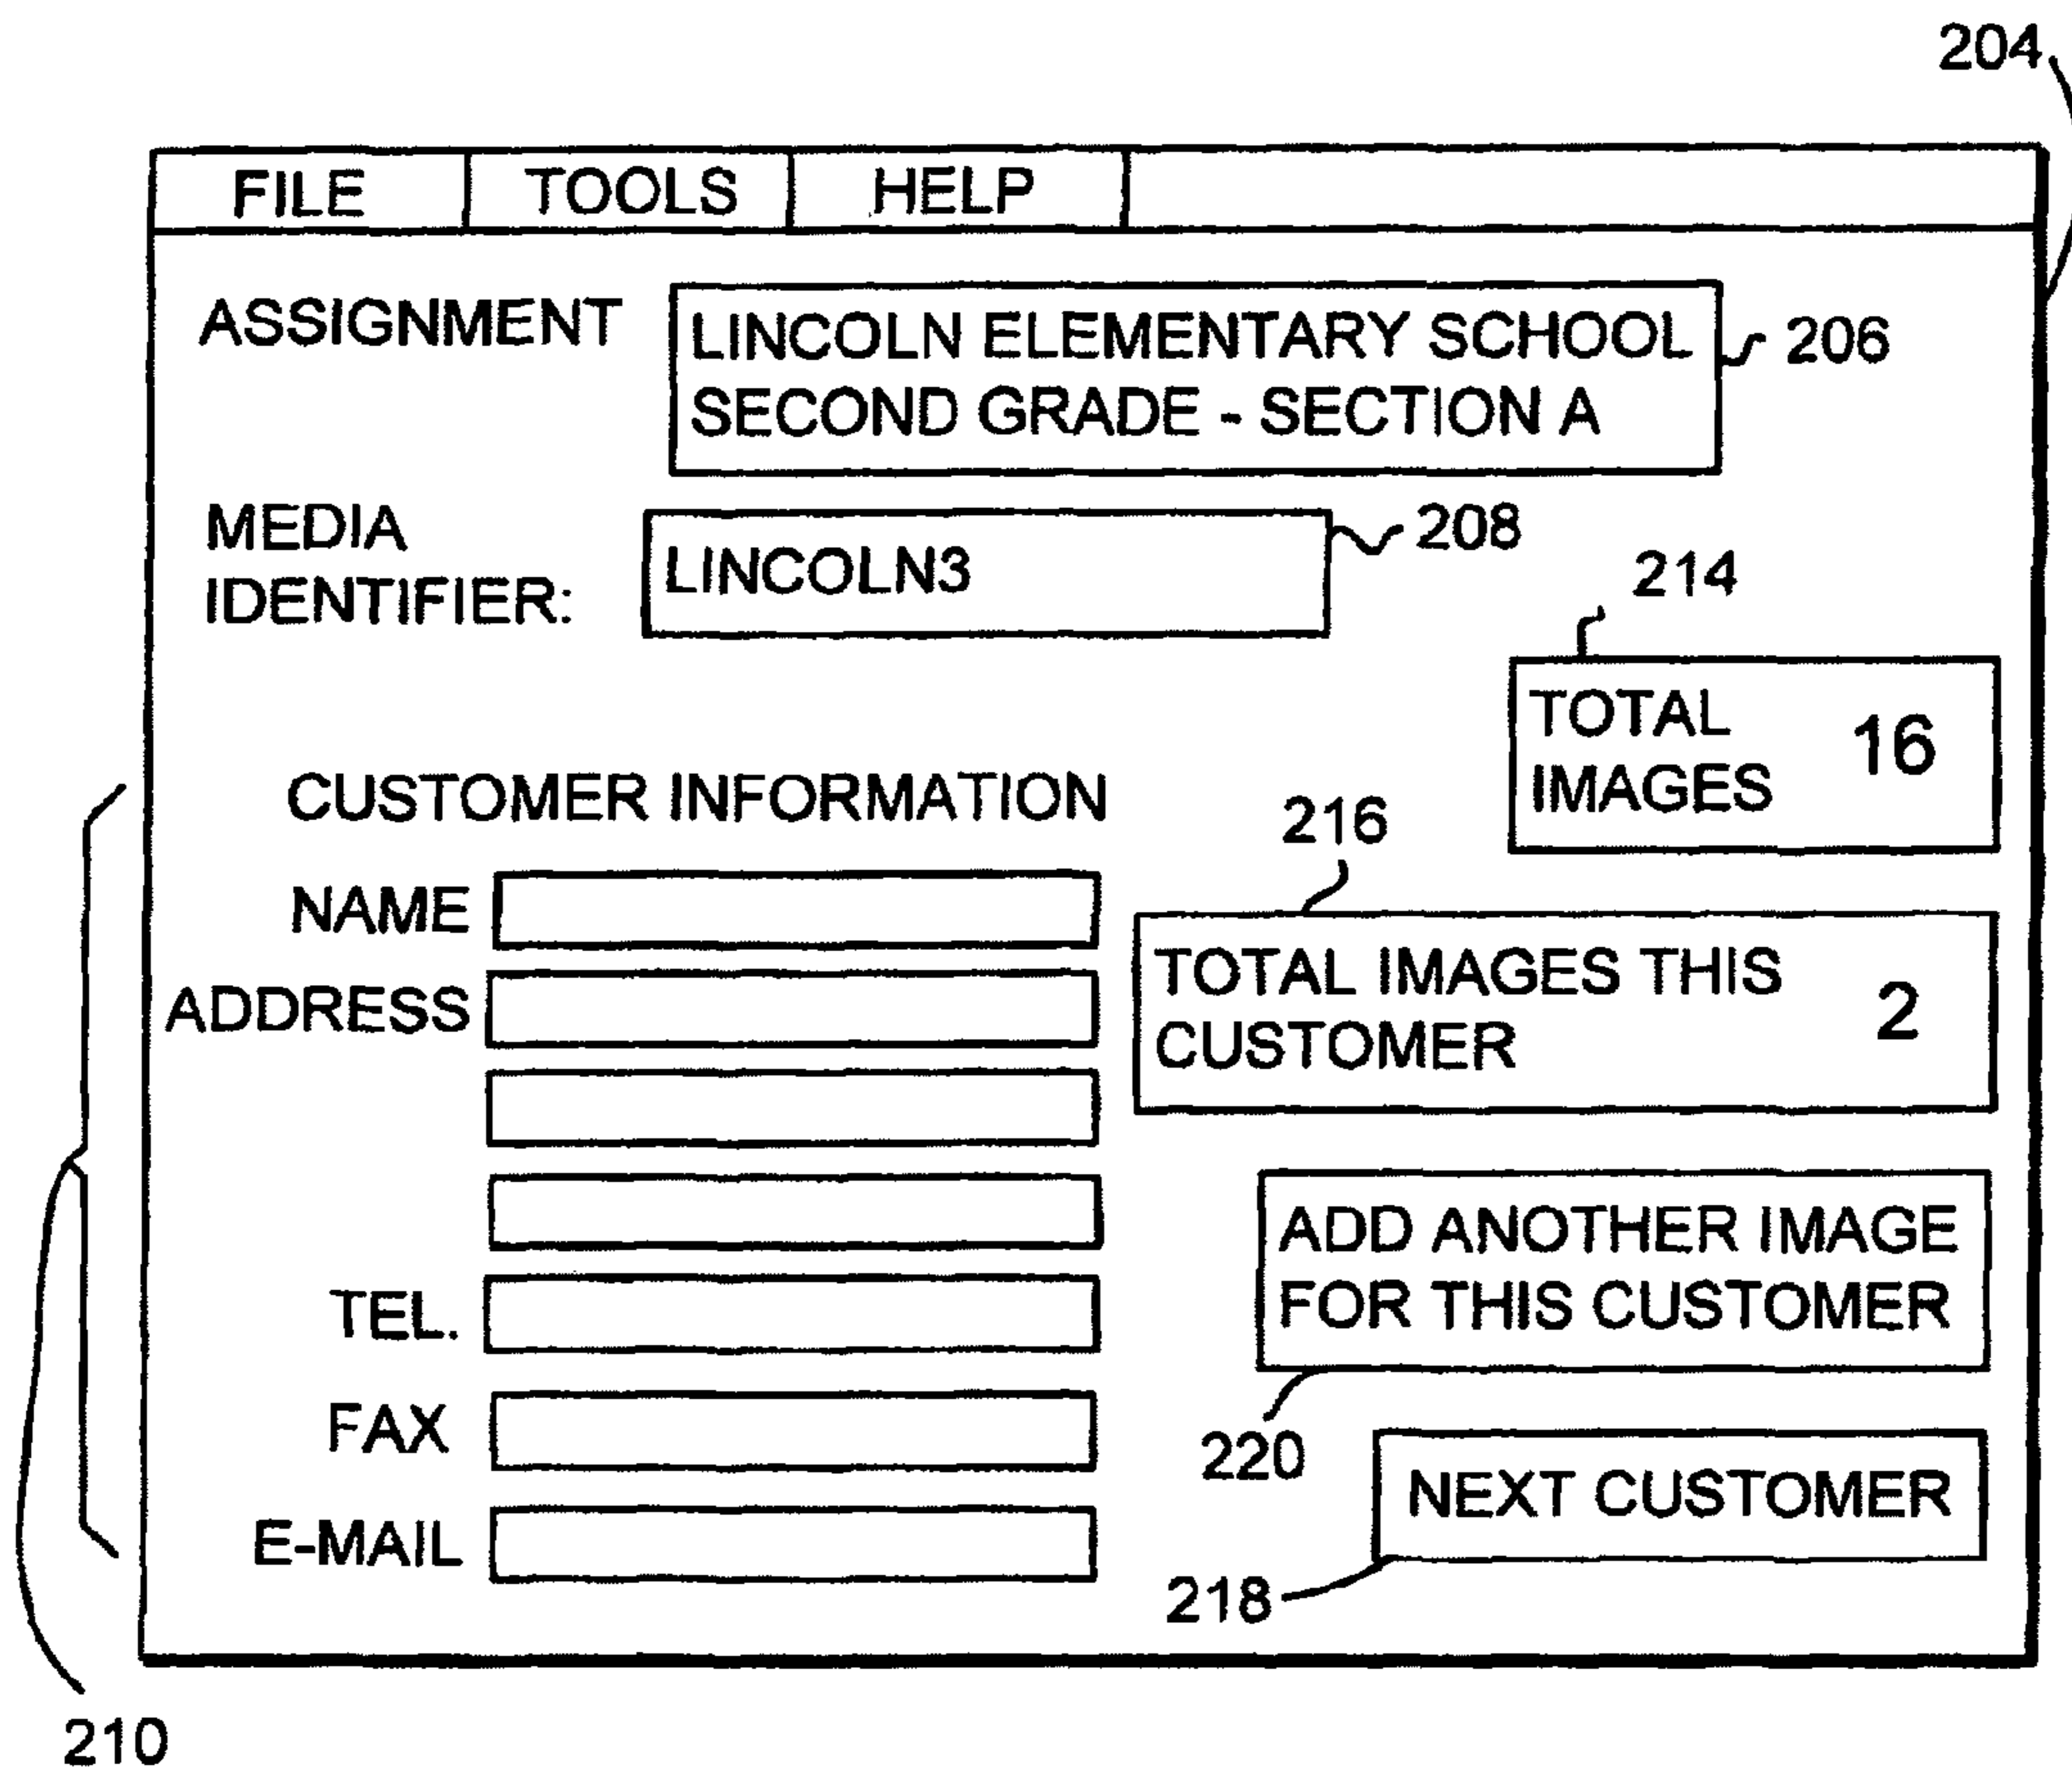 204
FILE TOOLS HELP
ASSIGNMENT
LINCOLN ELEMENTARY SCHOOL
SECOND GRADE - SECTION A
206
MEDIA
IDENTIFIER:
LINCOLN3
208
214
TOTAL
IMAGES
16
CUSTOMER INFORMATION
216
NAME
ADDRESS
TOTAL IMAGES THIS
CUSTOMER
2
ADD ANOTHER IMAGE
FOR THIS CUSTOMER
TEL.
FAX
220
NEXT CUSTOMER
E-MAIL
218
210